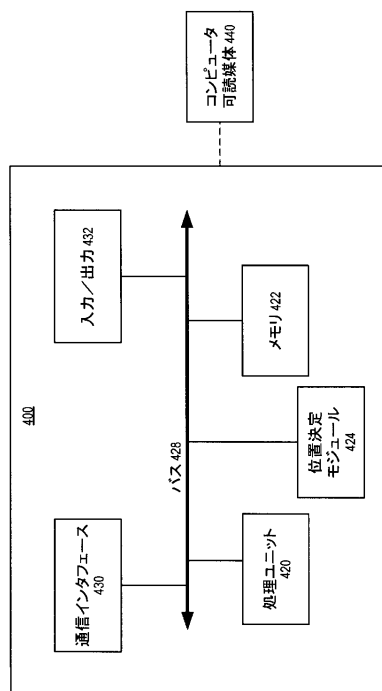 400
通信インタフェース
430
入力/出力 432
バス 428
処理ユニット
420
位置決定
モジュール
424
メモリ 422
コンピュータ
可読媒体 440